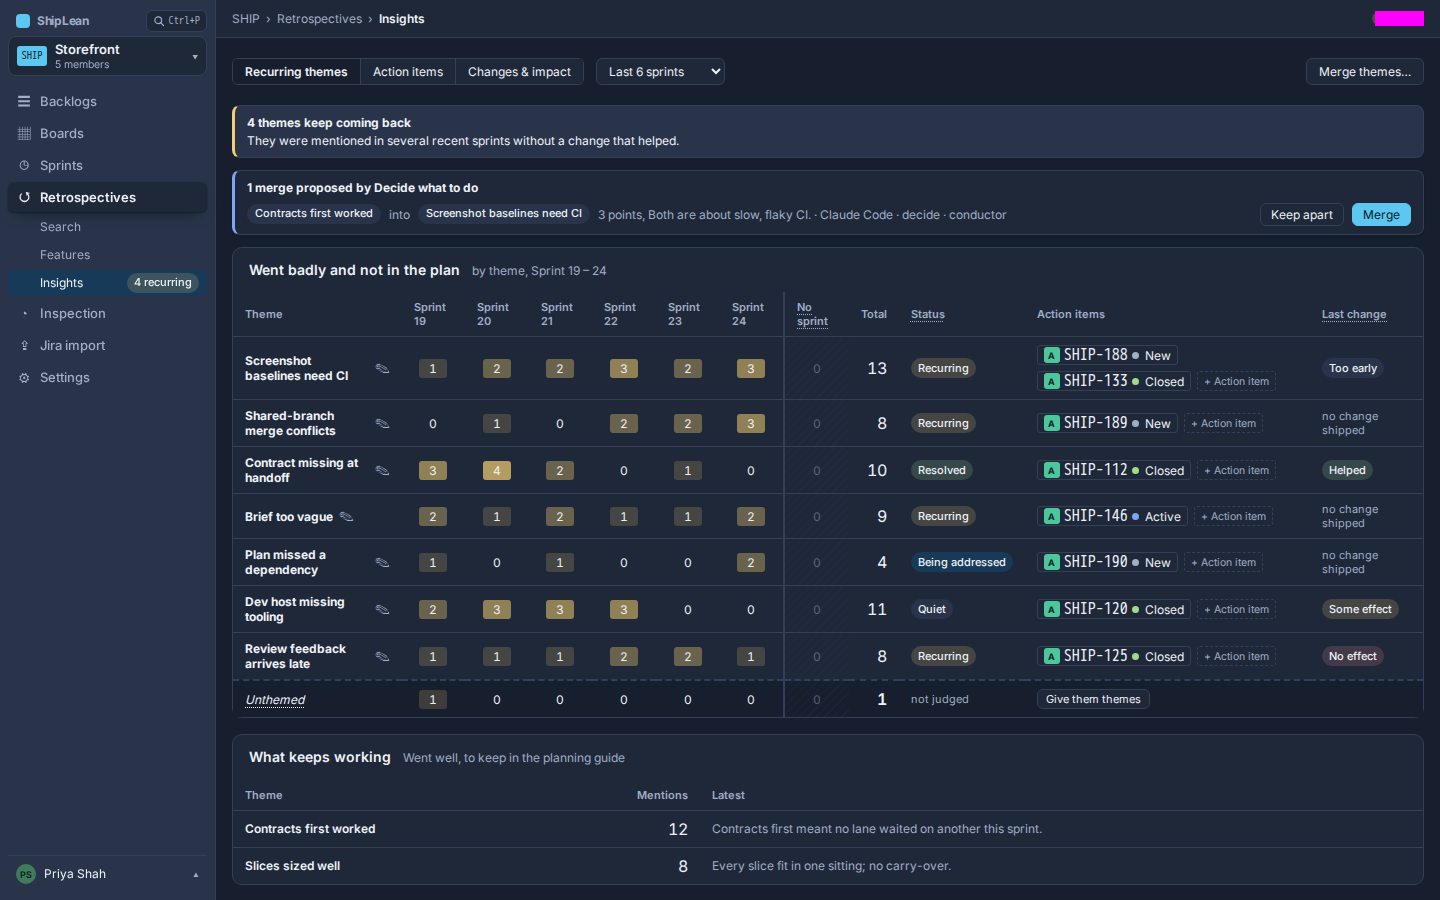 ShipLean
Ctrl+P
SHIP
Storefront
5 members
Backlogs
Boards
Sprints
Retrospectives
Search
Features
Insights
4 recurring
Inspection
Jira import
Settings
PS
Priya Shah
SHIP › Retrospectives › Insights
Recurring themes
Action items
Changes & impact
Last 6 sprints
Merge themes...
4 themes keep coming back
They were mentioned in several recent sprints without a change that helped.
1 merge proposed by Decide what to do
Contracts first worked into Screenshot baselines need CI 3 points, Both are about slow, flaky CI. · Claude Code · decide · conductor
Keep apart
Merge
Went badly and not in the plan by theme, Sprint 19 – 24
Theme Sprint 19 Sprint 20 Sprint 21 Sprint 22 Sprint 23 Sprint 24 No sprint Total Status Action items Last change
Screenshot baselines need CI 1 2 2 3 2 3 0 13 Recurring A SHIP-188 New A SHIP-133 Closed + Action item Too early
Shared-branch merge conflicts 0 1 0 2 2 3 0 8 Recurring A SHIP-189 New + Action item no change shipped
Contract missing at handoff 3 4 2 0 1 0 0 10 Resolved A SHIP-112 Closed + Action item Helped
Brief too vague 2 1 2 1 1 2 0 9 Recurring A SHIP-146 Active + Action item no change shipped
Plan missed a dependency 1 0 1 0 0 2 0 4 Being addressed A SHIP-190 New + Action item no change shipped
Dev host missing tooling 2 3 3 3 0 0 0 11 Quiet A SHIP-120 Closed + Action item Some effect
Review feedback arrives late 1 1 1 2 2 1 0 8 Recurring A SHIP-125 Closed + Action item No effect
Unthemed 1 0 0 0 0 0 0 1 not judged Give them themes
What keeps working Went well, to keep in the planning guide
Theme Mentions Latest
Contracts first worked 12 Contracts first meant no lane waited on another this sprint.
Slices sized well 8 Every slice fit in one sitting; no carry-over.